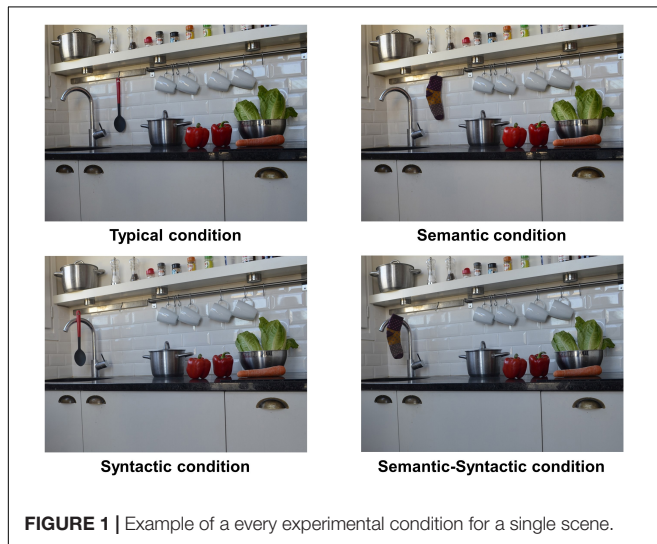 Typical condition
Semantic condition
Syntactic condition
Semantic-Syntactic condition
FIGURE 1 | Example of a every experimental condition for a single scene.